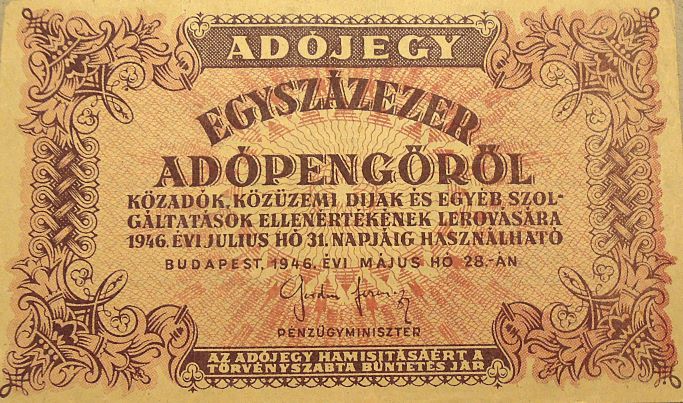 ADÓJEGY
EGYSZÁZEZER
ADÓPENGŐRŐL
KÖZADÓK, KÖZÜZEMI DIJAK ÉS EGYÉB SZOL-
GÁLTATÁSOK ELLENÉRTÉKÉNEK LEROVÁSÁRA
1946. ÉVI JULIUS HÓ 31. NAPJÁIG HASZNÁLHATÓ
BUDAPEST, 1946. ÉVI MÁJUS HÓ 28.-ÁN
PÉNZÜGYMINISZTER
AZ ADÓJEGY HAMISITÁSÁÉRT A
TÖRVÉNYSZABTA BÜNTETÉS JÁR